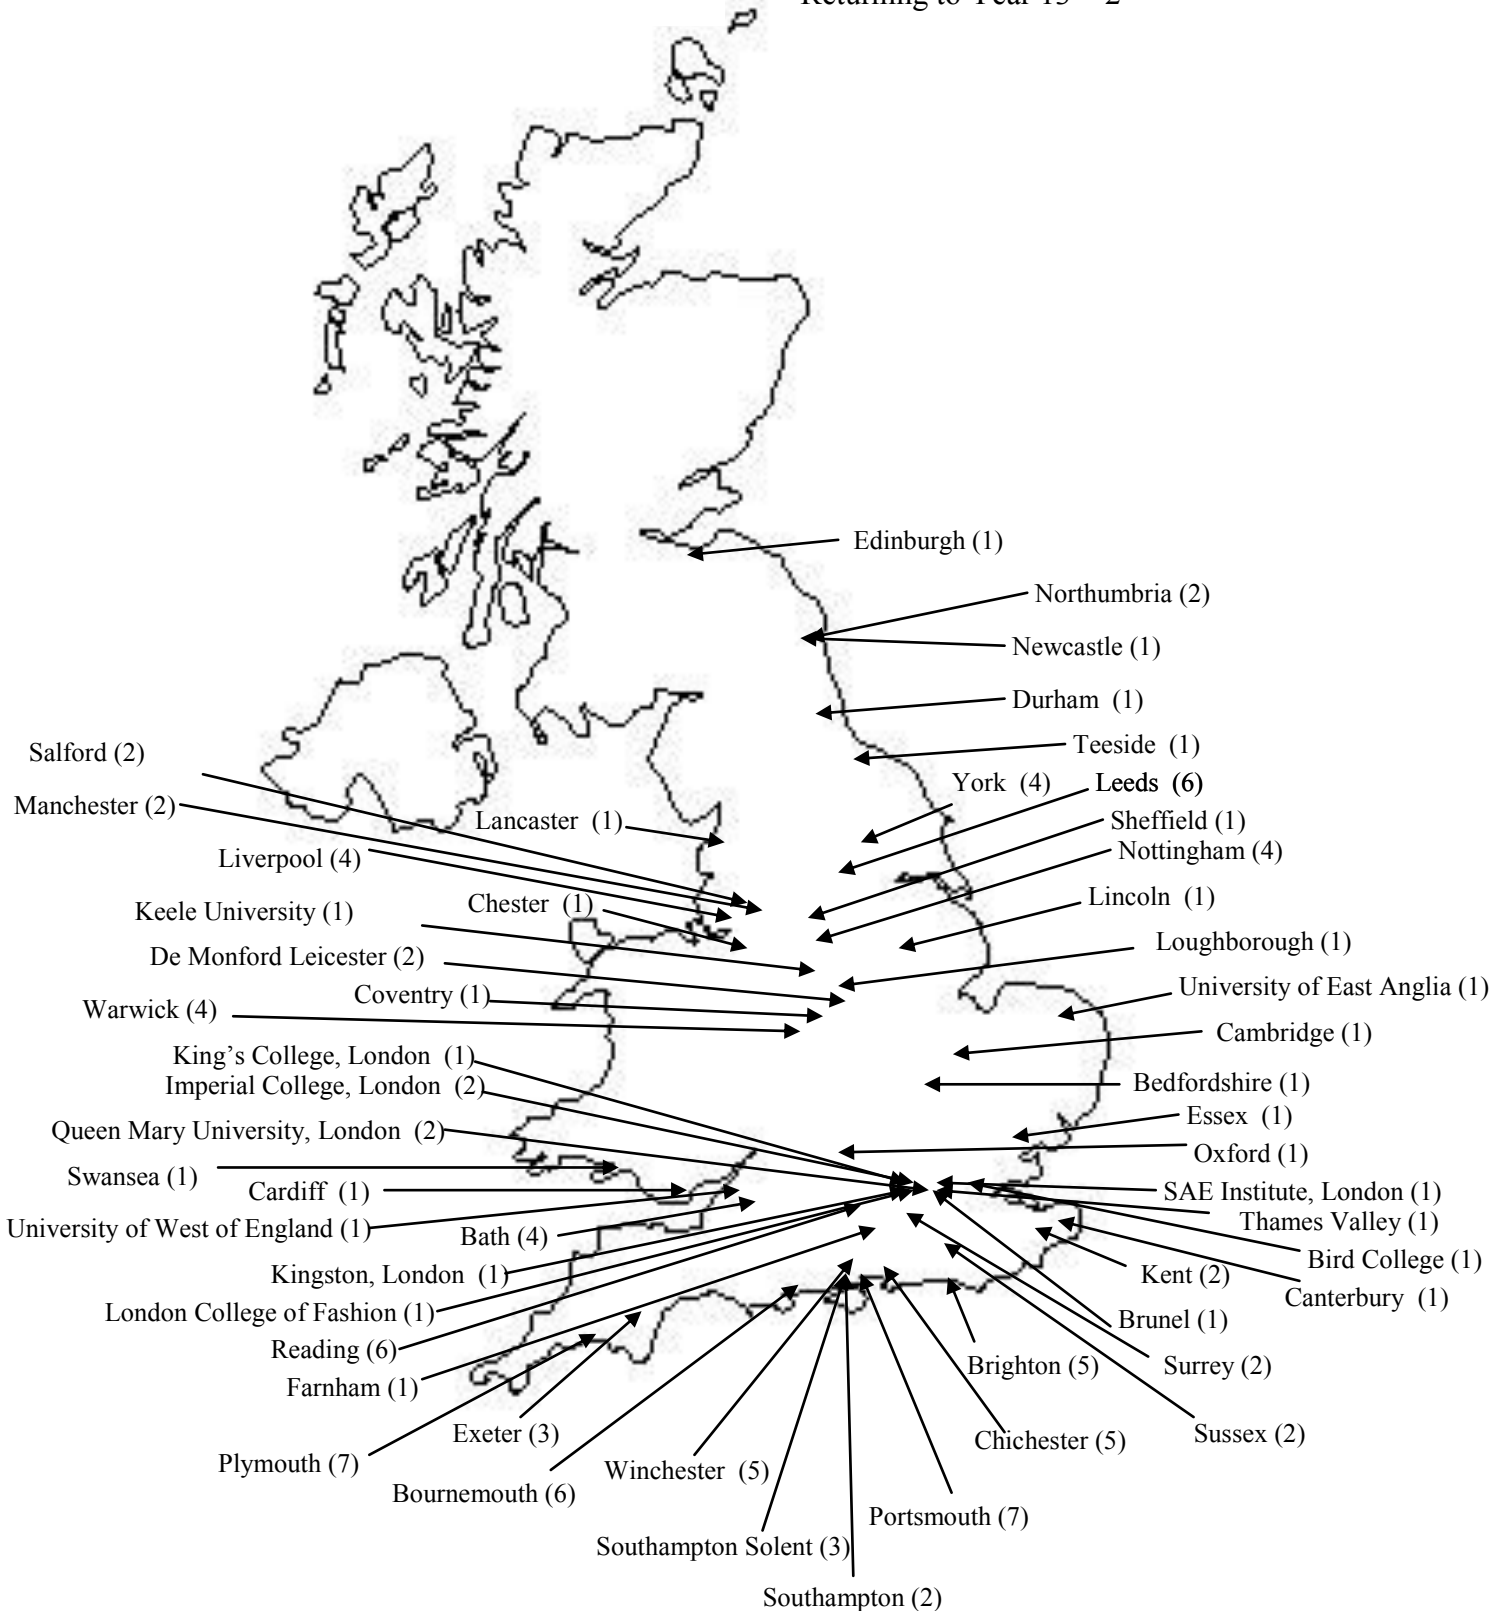 Returning to Year 13 – 2
Edinburgh (1)
Northumbria (2)
Newcastle (1)
Durham  (1)
Teeside  (1)
Salford (2)
York  (4)
Leeds  (6)
Manchester (2)
Lancaster  (1)
Sheffield (1)
Liverpool (4)
Nottingham (4)
Keele University (1)
Chester  (1)
Lincoln  (1)
De Monford Leicester (2)
Loughborough (1)
Coventry (1)
University of East Anglia (1)
Warwick (4)
Cambridge (1)
King’s College, London  (1)
Imperial College, London  (2)
Bedfordshire (1)
Essex  (1)
Queen Mary University, London  (2)
Oxford (1)
Swansea (1)
Cardiff  (1)
SAE Institute, London (1)
University of West of England (1)
Thames Valley (1)
Bath (4)
Bird College (1)
Kingston, London  (1)
Kent (2)
Canterbury  (1)
London College of Fashion (1)
Brunel (1)
Reading (6)
Brighton (5)
Surrey (2)
Farnham (1)
Exeter (3)
Chichester (5)
Sussex (2)
Plymouth (7)
Winchester  (5)
Bournemouth (6)
Portsmouth (7)
Southampton Solent (3)
Southampton (2)